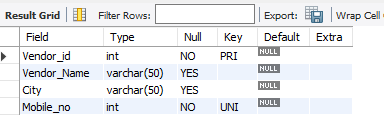 Result Grid Filter Rows: Export: Wrap Cell
Field Type Null Key Default Extra
Vendor_id int NO PRI NULL
Vendor_Name varchar(50) YES NULL
City varchar(50) YES NULL
Mobile_no int NO UNI NULL